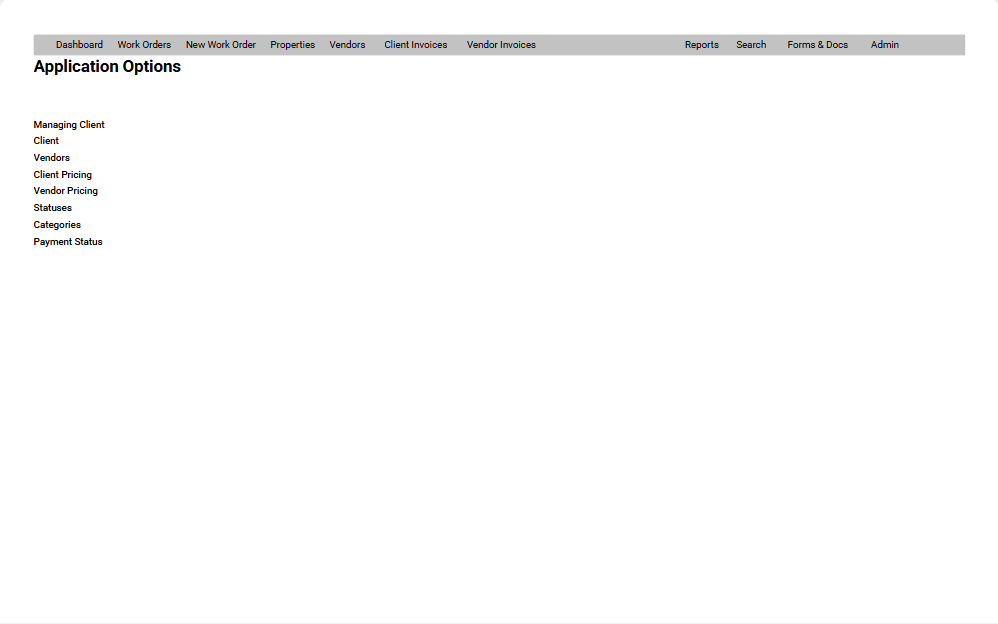 Dashboard Work Orders New Work Order Properties Vendors Client Invoices Vendor Invoices Reports Search Forms & Docs Admin
Application Options
Managing Client
Client
Vendors
Client Pricing
Vendor Pricing
Statuses
Categories
Payment Status